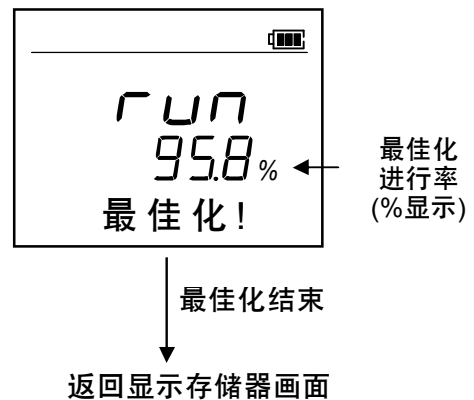 run
95.8%
最佳化!
最佳化
进行率
(%显示)
最佳化结束
返回显示存储器画面